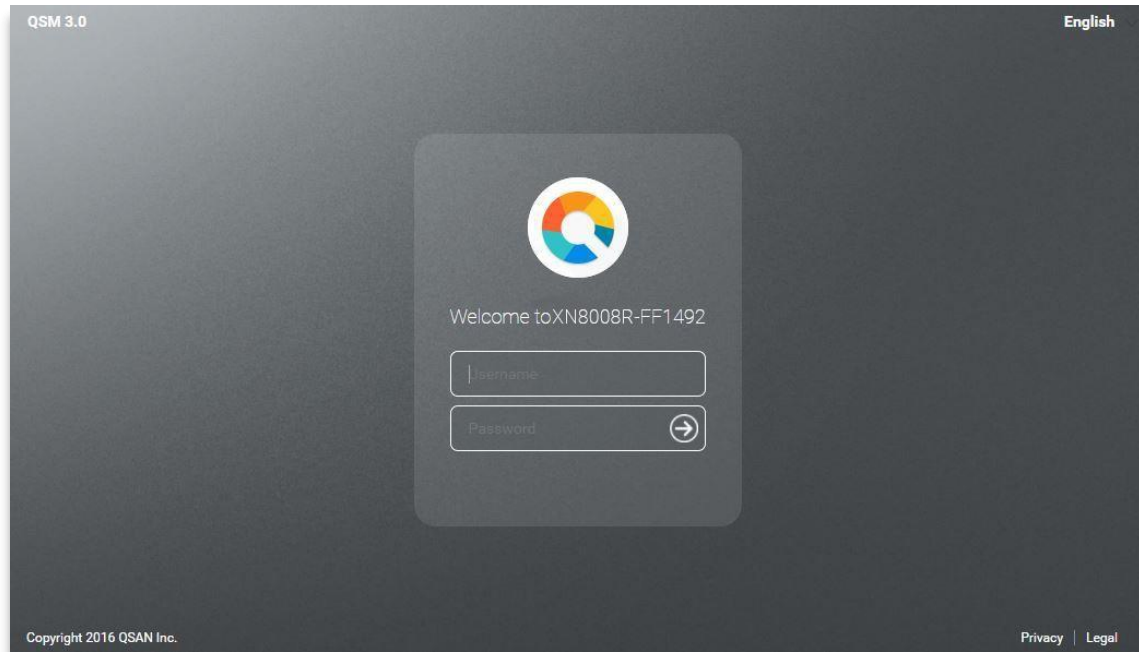 QSM 3.0
English
Welcome toXN8008R-FF1492
Username
Password
Copyright 2016 QSAN Inc.
Privacy | Legal